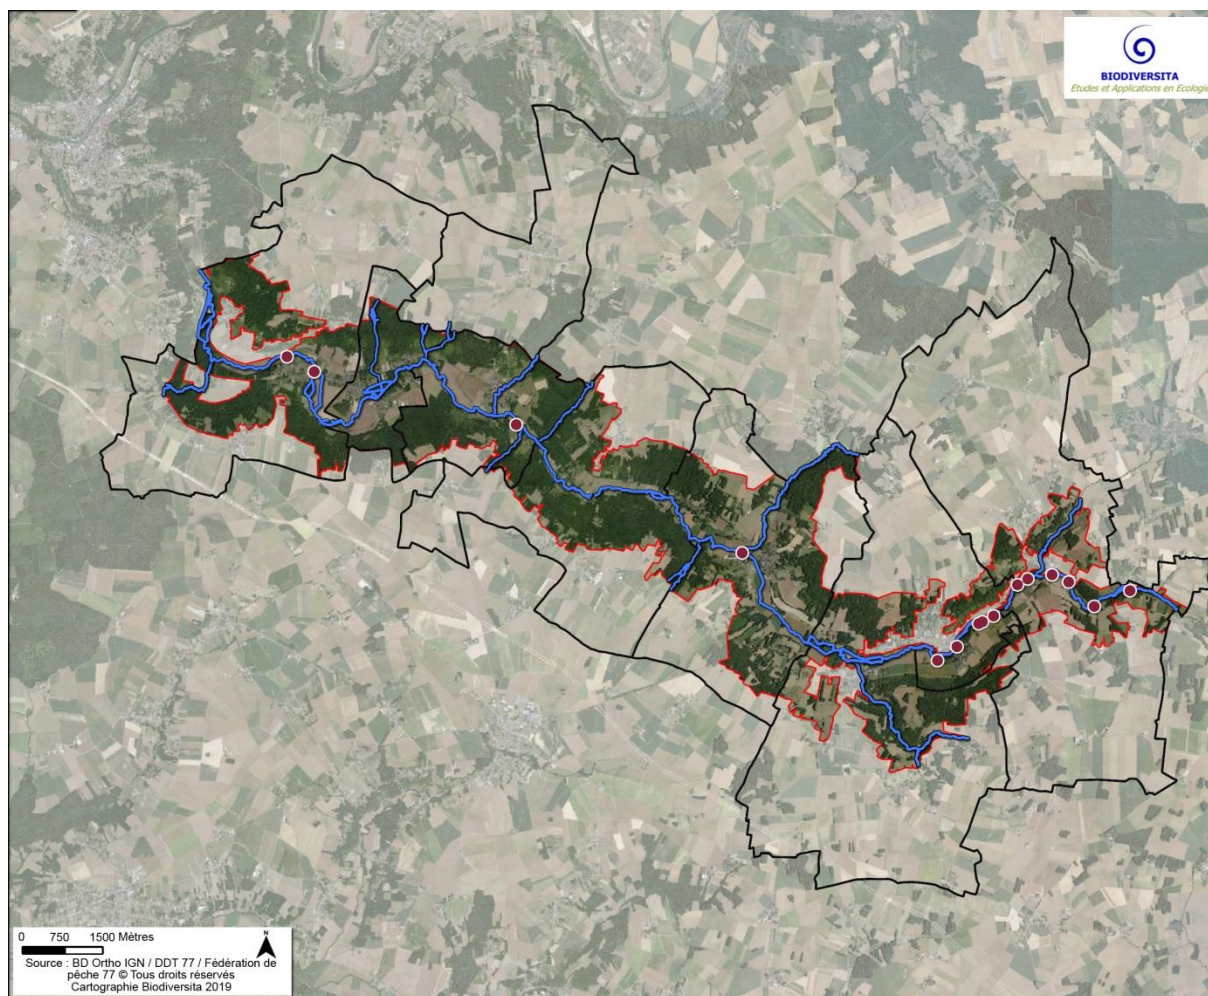 BIODIVERSITA
Etudes et Applications en Ecologie
0 750 1500 Mètres
N
Source : BD Ortho IGN / DDT 77 / Fédération de
pêche 77 © Tous droits réservés
Cartographie Biodiversita 2019